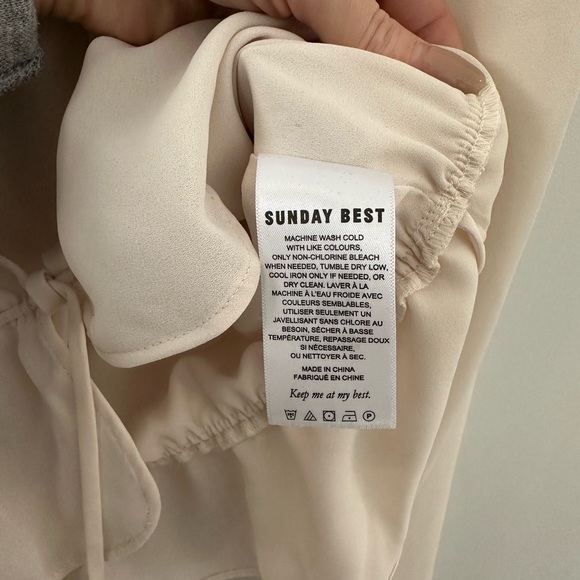 SUNDAY BEST
MACHINE WASH COLD
WITH LIKE COLOURS,
ONLY NON-CHLORINE BLEACH
WHEN NEEDED, TUMBLE DRY LOW,
COOL IRON ONLY IF NEEDED, OR
DRY CLEAN. LAVER À LA
MACHINE À L'EAU FROIDE AVEC
COULEURS SEMBLABLES,
UTILISER SEULEMENT UN
JAVELLISANT SANS CHLORE AU
BESOIN, SÉCHER À BASSE
TEMPÉRATURE, REPASSAGE DOUX
SI NÉCESSAIRE,
OU NETTOYER À SEC.
MADE IN CHINA
FABRIQUÉ EN CHINE
Keep me at my best.
P